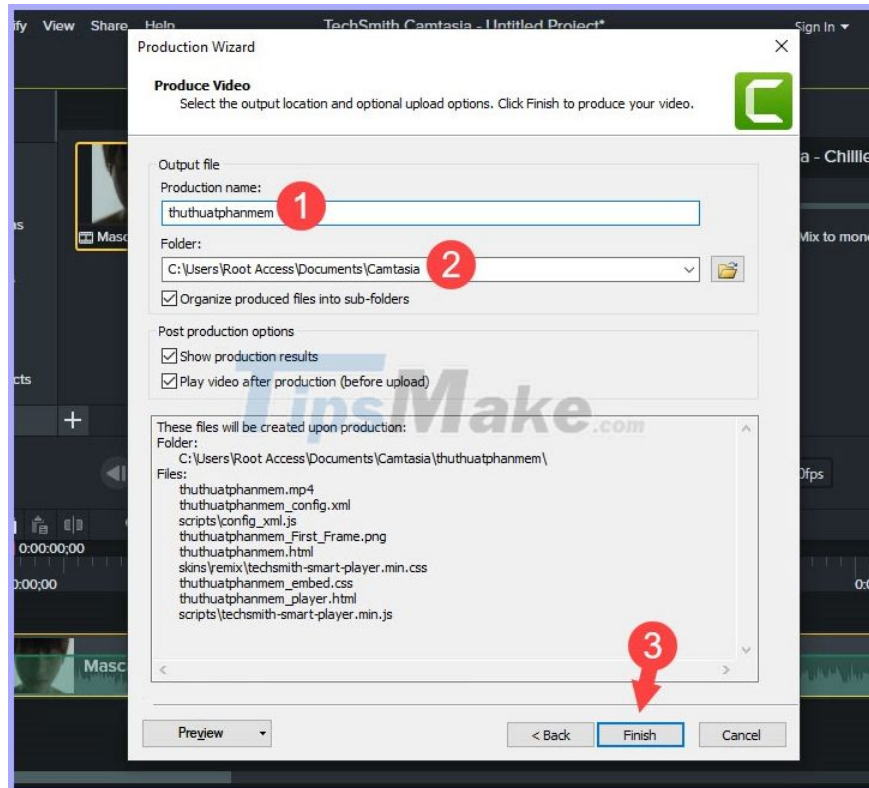 ify View Share Help TechSmith Camtasia - Untitled Project* Sign In
Production Wizard
Produce Video
Select the output location and optional upload options. Click Finish to produce your video.
a - Chillie
Output file
Production name:
thuthuatphanmem
1
Masc
Mix to mono
Folder:
C:\Users\Root Access\Documents\Camtasia
2
Organize produced files into sub-folders
Post production options
Show production results
cts
Play video after production (before upload)
TipsMake.com
These files will be created upon production:
Folder:
C:\Users\Root Access\Documents\Camtasia\thuthuatphanmem\
Files:
0fps
thuthuatphanmem.mp4
thuthuatphanmem_config.xml
scripts\config_xml.js
thuthuatphanmem_First_Frame.png
0:00:00;00
thuthuatphanmem.html
skins\remix\techsmith-smart-player.min.css
0:00;00
thuthuatphanmem_embed.css
thuthuatphanmem_player.html
scripts\techsmith-smart-player.min.js
3
Masc
Preview
< Back
Finish
Cancel